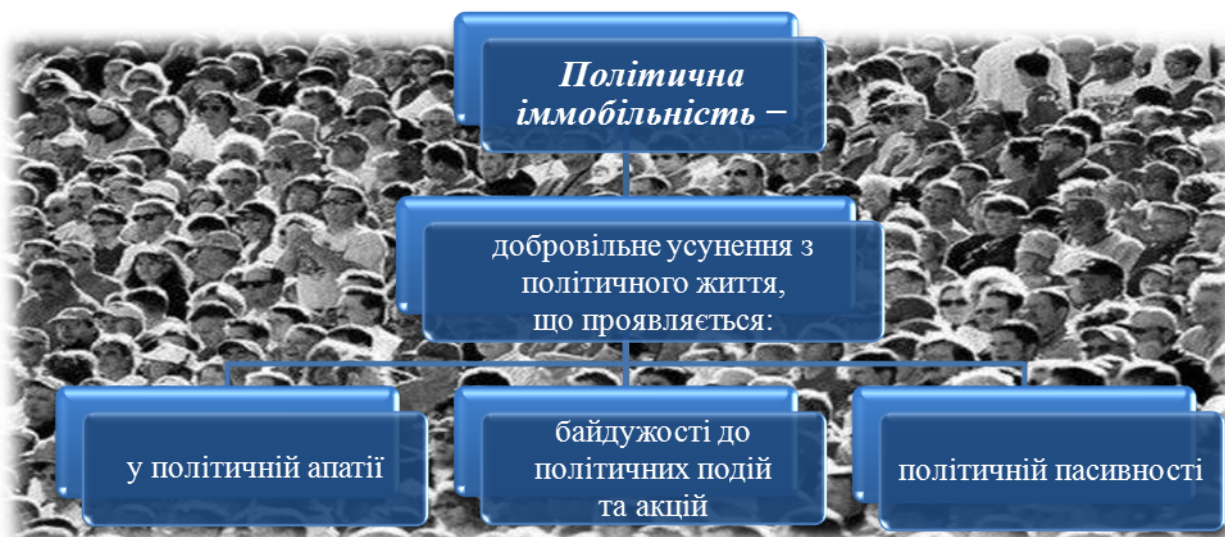 Політична
іммобільність –
добровільне усунення з
політичного життя,
що проявляється:
у політичній апатії
байдужості до
політичних подій
та акцій
політичній пасивності